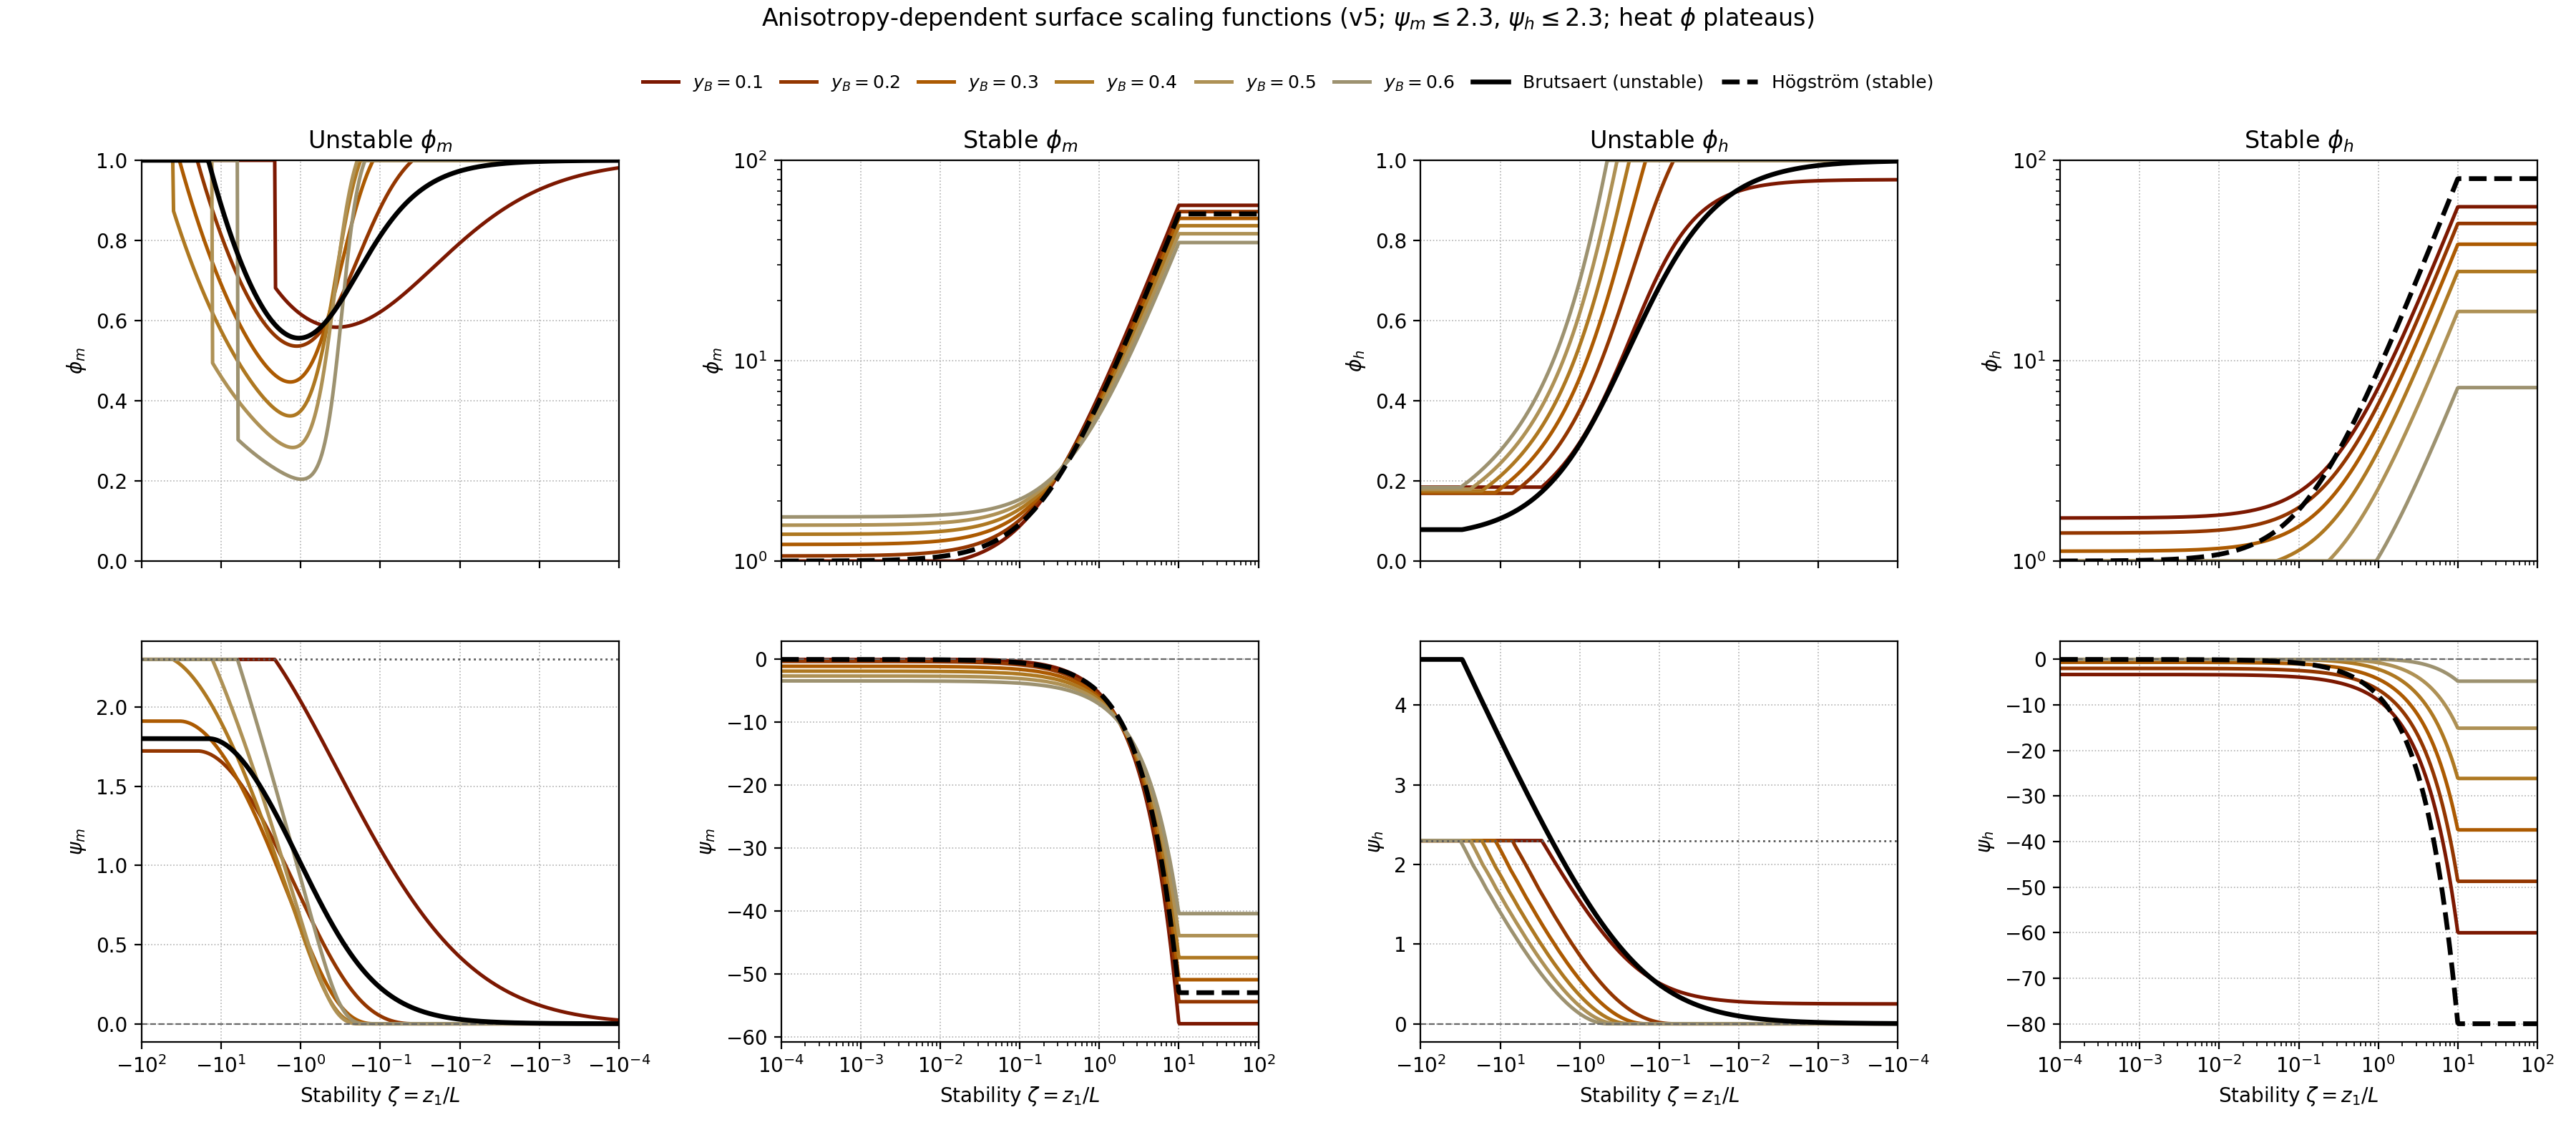 Anisotropy-dependent surface scaling functions (v5; ψₘ ≤ 2.3, ψₕ ≤ 2.3; heat ϕ plateaus)
y_B = 0.1 y_B = 0.2 y_B = 0.3 y_B = 0.4 y_B = 0.5 y_B = 0.6 Brutsaert (unstable) Högström (stable)
Unstable ϕₘ
1.0
0.8
0.6
0.4
0.2
0.0
ϕₘ
Stable ϕₘ
10²
10¹
10⁰
ϕₘ
Unstable ϕₕ
1.0
0.8
0.6
0.4
0.2
0.0
ϕₕ
Stable ϕₕ
10²
10¹
10⁰
ϕₕ
2.0
1.5
1.0
0.5
0.0
ψₘ
−10² −10¹ −10⁰ −10⁻¹ −10⁻² −10⁻³ −10⁻⁴
Stability ζ = z₁/L
0
−10
−20
−30
−40
−50
−60
ψₘ
10⁻⁴ 10⁻³ 10⁻² 10⁻¹ 10⁰ 10¹ 10²
Stability ζ = z₁/L
4
3
2
1
0
ψₕ
−10² −10¹ −10⁰ −10⁻¹ −10⁻² −10⁻³ −10⁻⁴
Stability ζ = z₁/L
0
−10
−20
−30
−40
−50
−60
−70
−80
ψₕ
10⁻⁴ 10⁻³ 10⁻² 10⁻¹ 10⁰ 10¹ 10²
Stability ζ = z₁/L